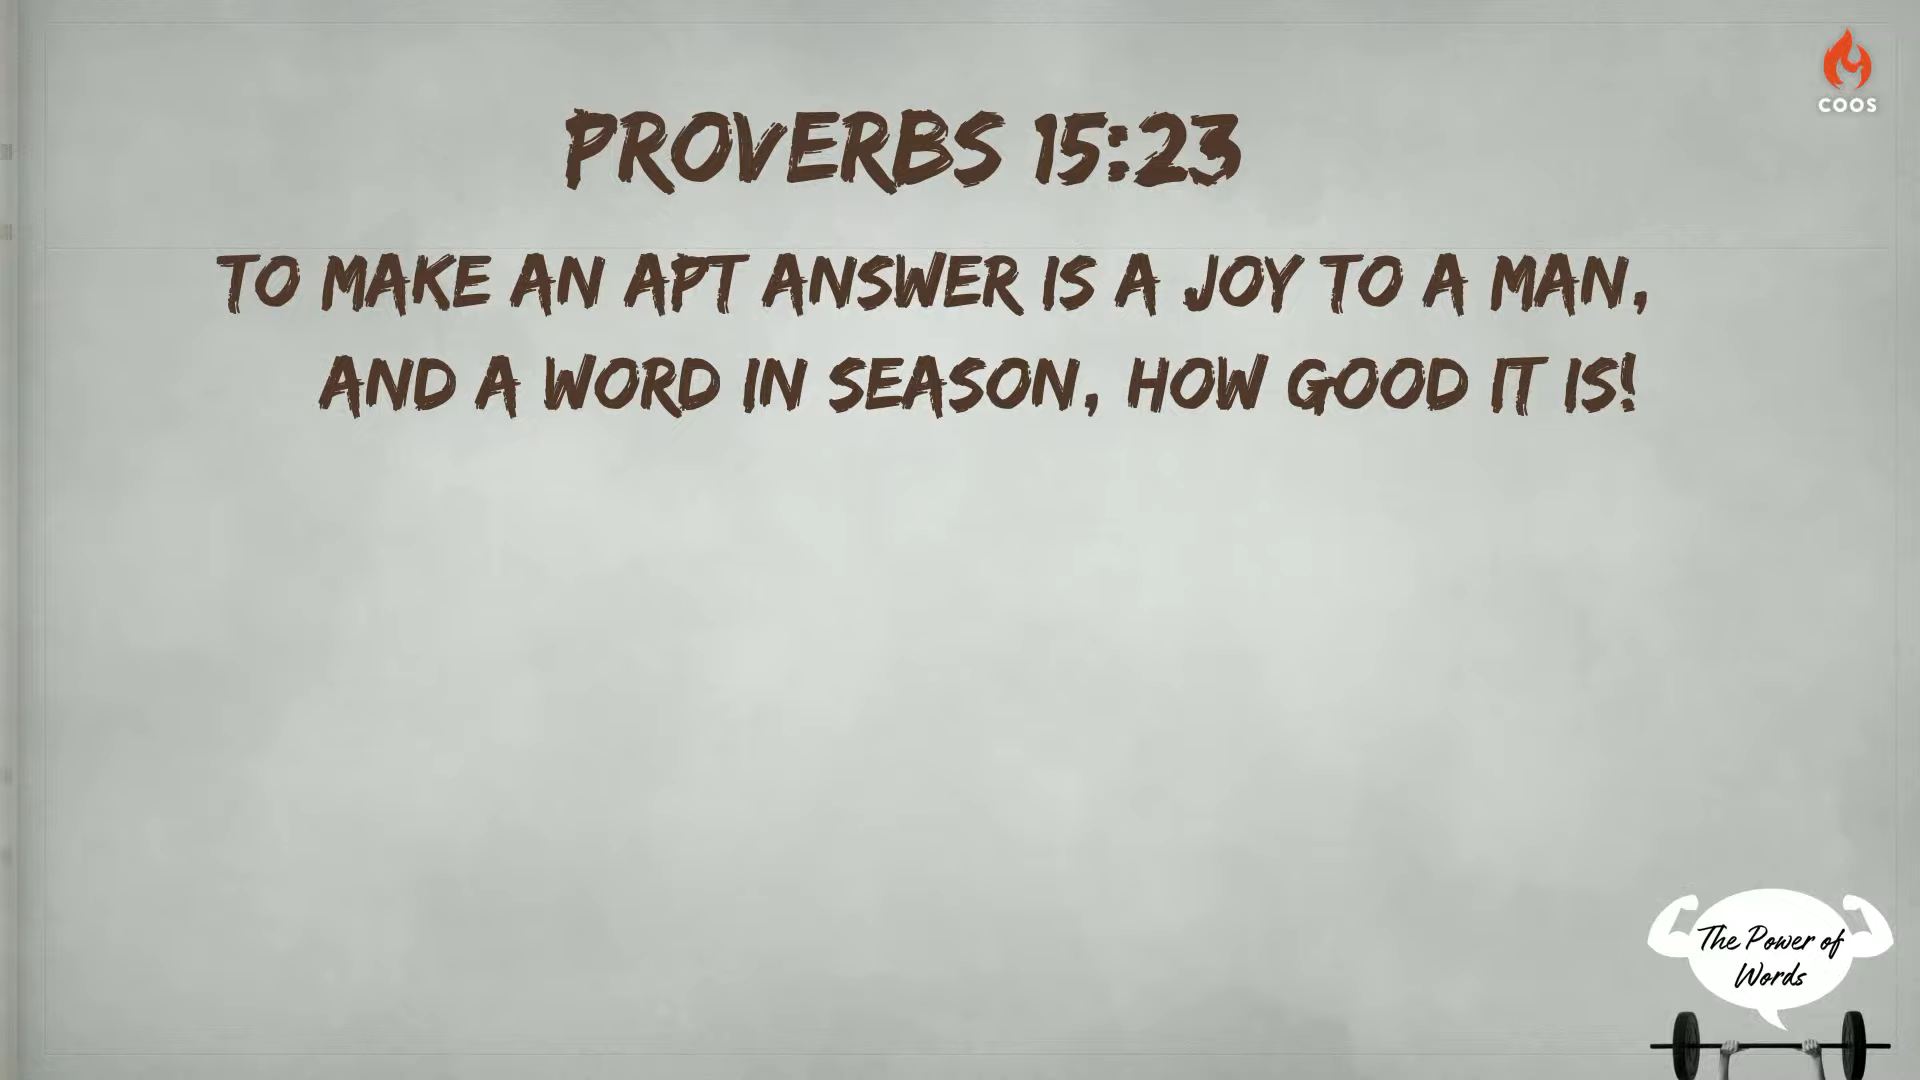 COOS
PROVERBS 15:23
TO MAKE AN APT ANSWER IS A JOY TO A MAN,
AND A WORD IN SEASON, HOW GOOD IT IS!
The Power of
Words